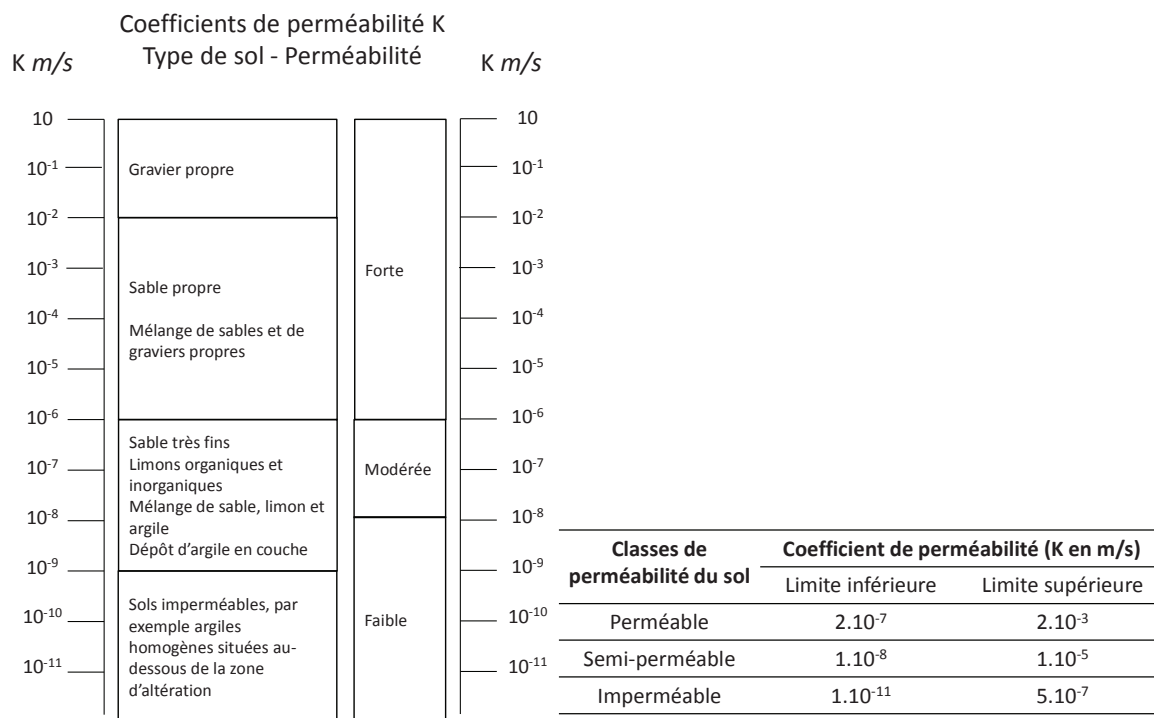 Coefficients de perméabilité K
Type de sol - Perméabilité
K m/s
K m/s
10
10⁻¹
10⁻²
10⁻³
10⁻⁴
10⁻⁵
10⁻⁶
10⁻⁷
10⁻⁸
10⁻⁹
10⁻¹⁰
10⁻¹¹
Gravier propre
Sable propre
Mélange de sables et de
graviers propres
Sable très fins
Limons organiques et
inorganiques
Mélange de sable, limon et
argile
Dépôt d'argile en couche
Sols imperméables, par
exemple argiles
homogènes situées au-
dessous de la zone
d'altération
Forte
Modérée
Faible
10
10⁻¹
10⁻²
10⁻³
10⁻⁴
10⁻⁵
10⁻⁶
10⁻⁷
10⁻⁸
10⁻⁹
10⁻¹⁰
10⁻¹¹
Classes de
perméabilité du sol
Coefficient de perméabilité (K en m/s)
Limite inférieure Limite supérieure
Perméable 2.10⁻⁷ 2.10⁻³
Semi-perméable 1.10⁻⁸ 1.10⁻⁵
Imperméable 1.10⁻¹¹ 5.10⁻⁷